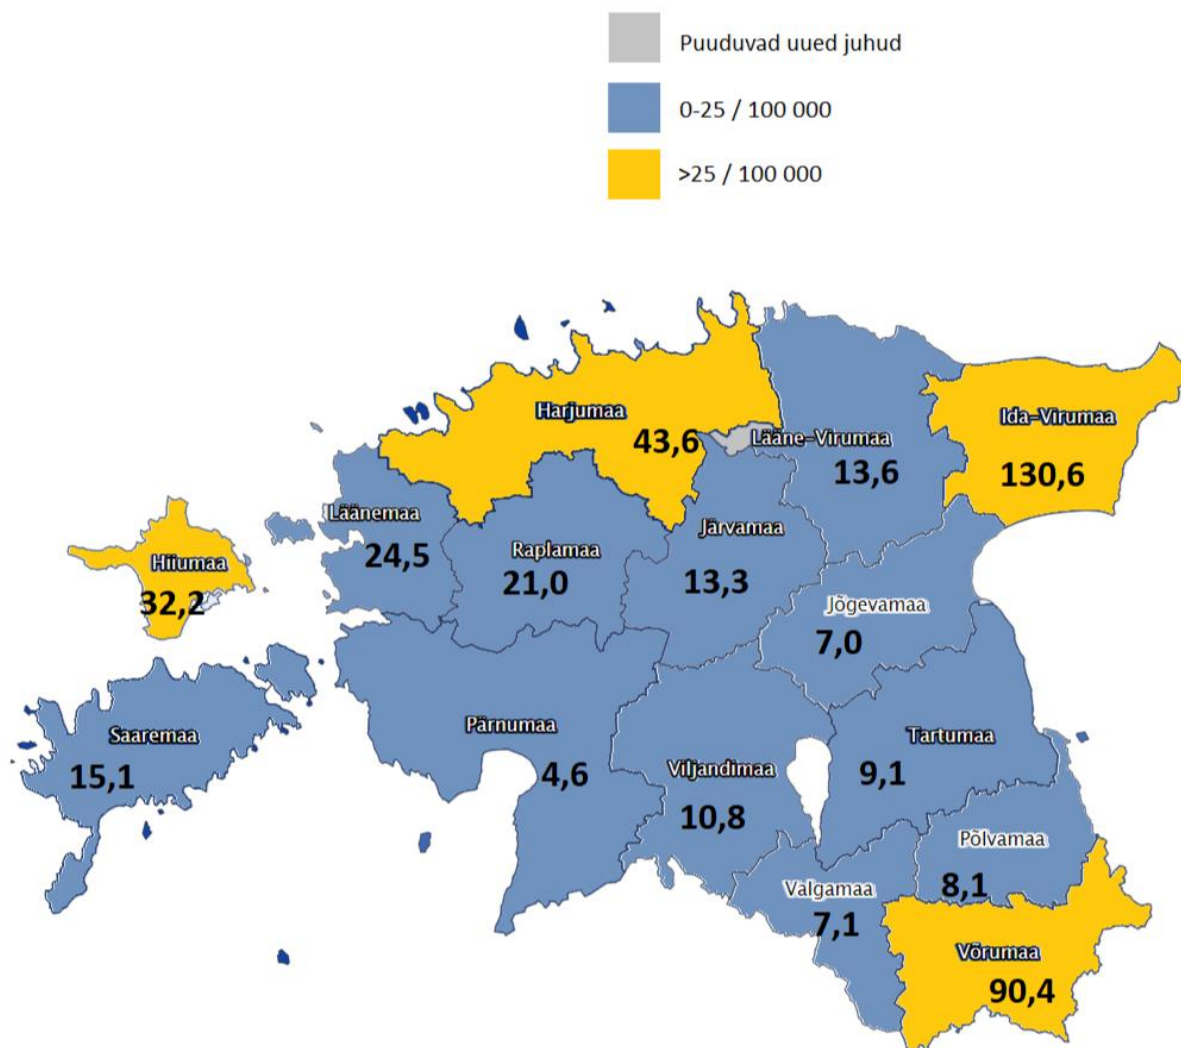 Puuduvad uued juhud
0-25 / 100 000
>25 / 100 000
Harjumaa
43,6
Lääne-Virumaa
13,6
Ida-Virumaa
130,6
Läänemaa
24,5
Raplamaa
21,0
Järvamaa
13,3
Hiiumaa
32,2
Jõgevamaa
7,0
Saaremaa
15,1
Pärnumaa
4,6
Viljandimaa
10,8
Tartumaa
9,1
Põlvamaa
8,1
Valgamaa
7,1
Võrumaa
90,4